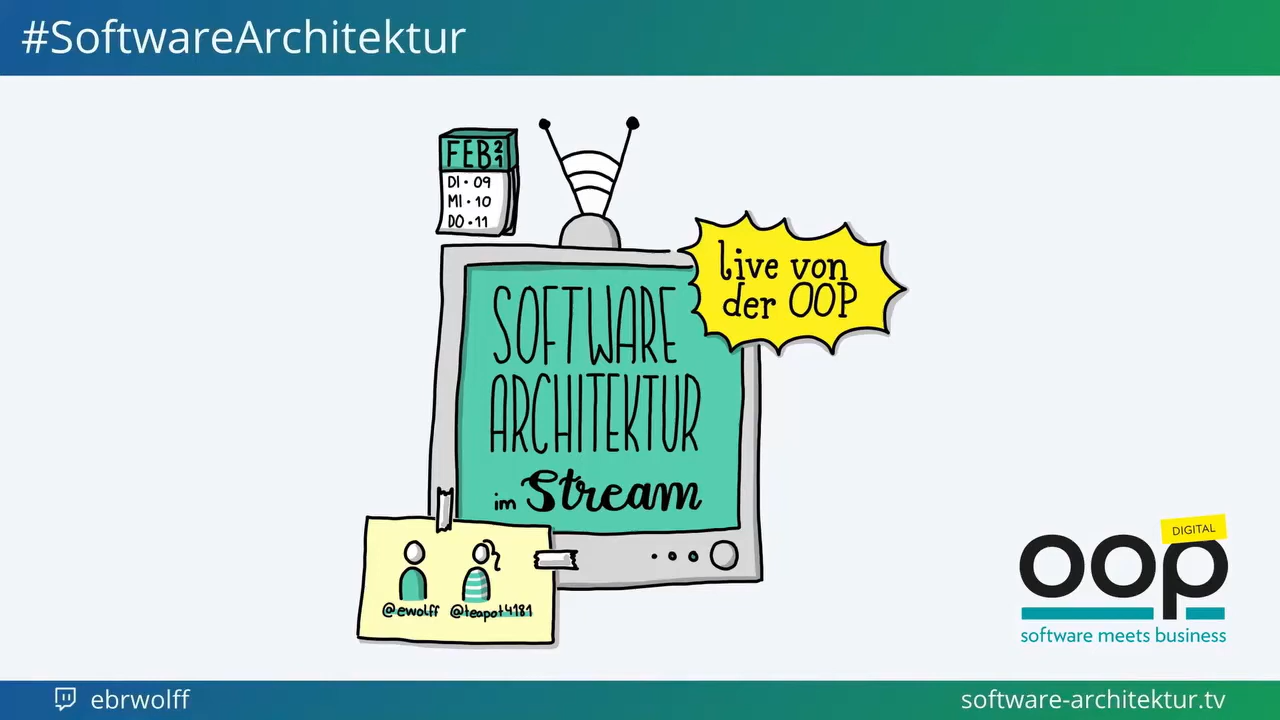 #SoftwareArchitektur
FEB 21
DI • 09
MI • 10
DO • 11
live von
der OOP
SOFTWARE
ARCHITEKTUR
im Stream
@ewolff @teapot4181
DIGITAL
oop
software meets business
ebrwolff
software-architektur.tv